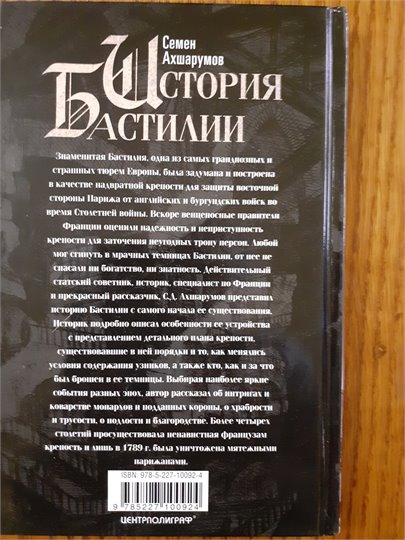 Семен
Ахшарумов
История
Бастилии
Знаменитая Бастилия, одна из самых грандиозных и
страшных тюрем Европы, была задумана и построена
в качестве надвратной крепости для защиты восточной
стороны Парижа от английских и бургундских войск во
время Столетней войны. Вскоре венценосные правители
Франции оценили надежность и неприступность
крепости для заточения неугодных трону персон. Любой
мог сгинуть в мрачных темницах Бастилии, от нее не
спасали ни богатство, ни знатность. Действительный
статский советник, историк, специалист по Франции
и прекрасный рассказчик, С.Д. Ахшарумов представил
историю Бастилии с самого начала ее существования.
Историк подробно описал особенности ее устройства
с представлением детального плана крепости,
существовавшие в ней порядки и то, как менялись
условия содержания узников, а также кто, как и за что
был брошен в ее темницы. Выбирая наиболее яркие
события разных эпох, автор рассказал об интригах и
коварстве монархов и подданных короны, о храбрости
и трусости, о подлости и благородстве. Более четырех
столетий просуществовала ненавистная французам
крепость и лишь в 1789 г. была уничтожена мятежными
парижанами.
ISBN 978-5-227-10092-4
9 785227 100924
ЦЕНТРПОЛИГРАФ®